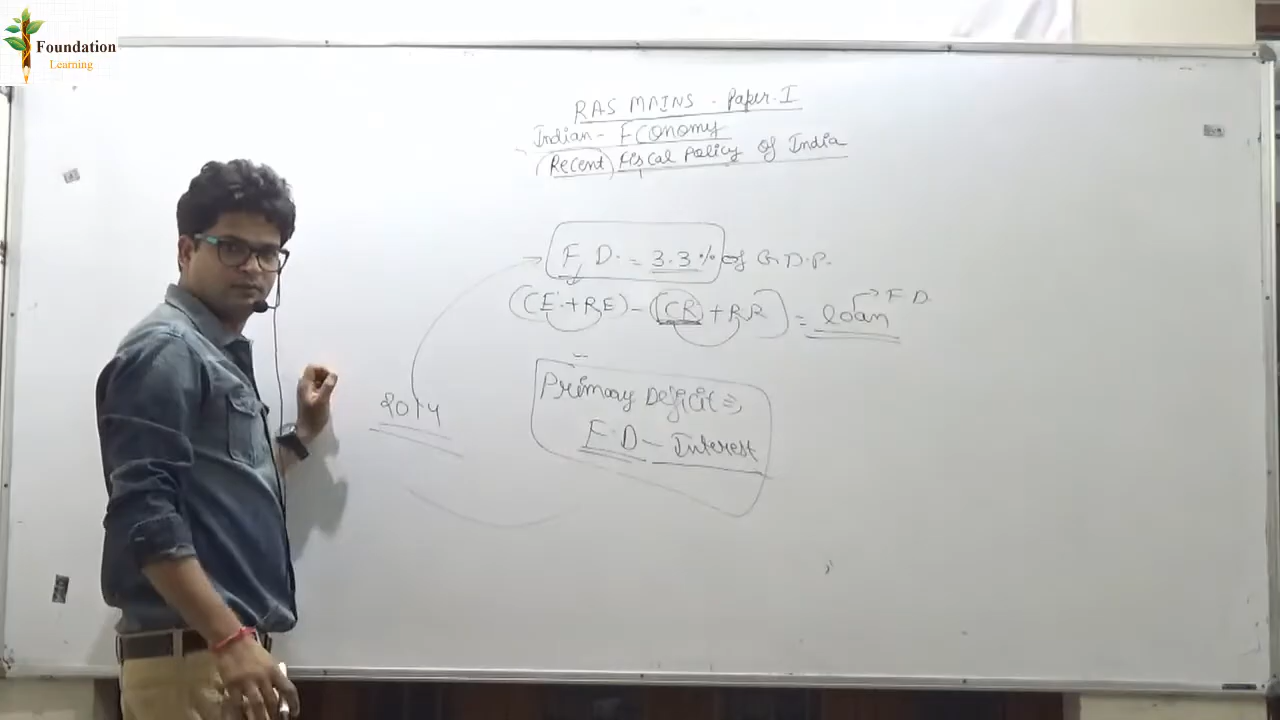 Foundation
Learning
RAS MAINS - Paper-I
Indian - Economy
(Recent) Fiscal Policy of India
F. D. = 3.3% of G.D.P.
(CE + RE) - [CR + RR] = loan → F D
Primary Deficit =,
2014
F.D - Interest